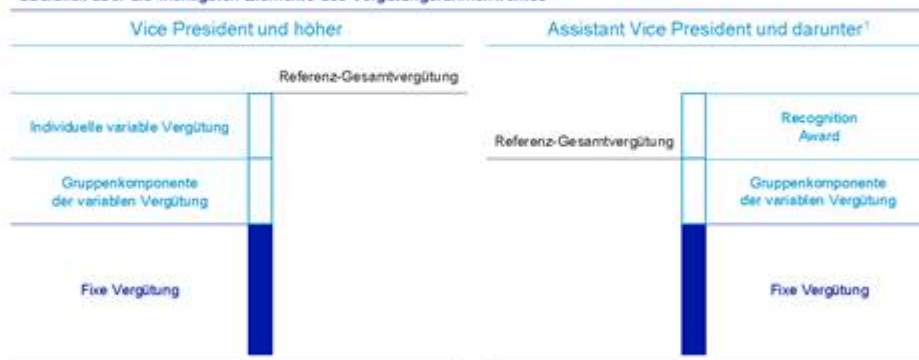 Vice President und höher
Assistant Vice President und darunter¹
Referenz-Gesamtvergütung
Individuelle variable Vergütung
Gruppenkomponente
der variablen Vergütung
Fixe Vergütung
Referenz-Gesamtvergütung
Recognition
Award
Gruppenkomponente
der variablen Vergütung
Fixe Vergütung